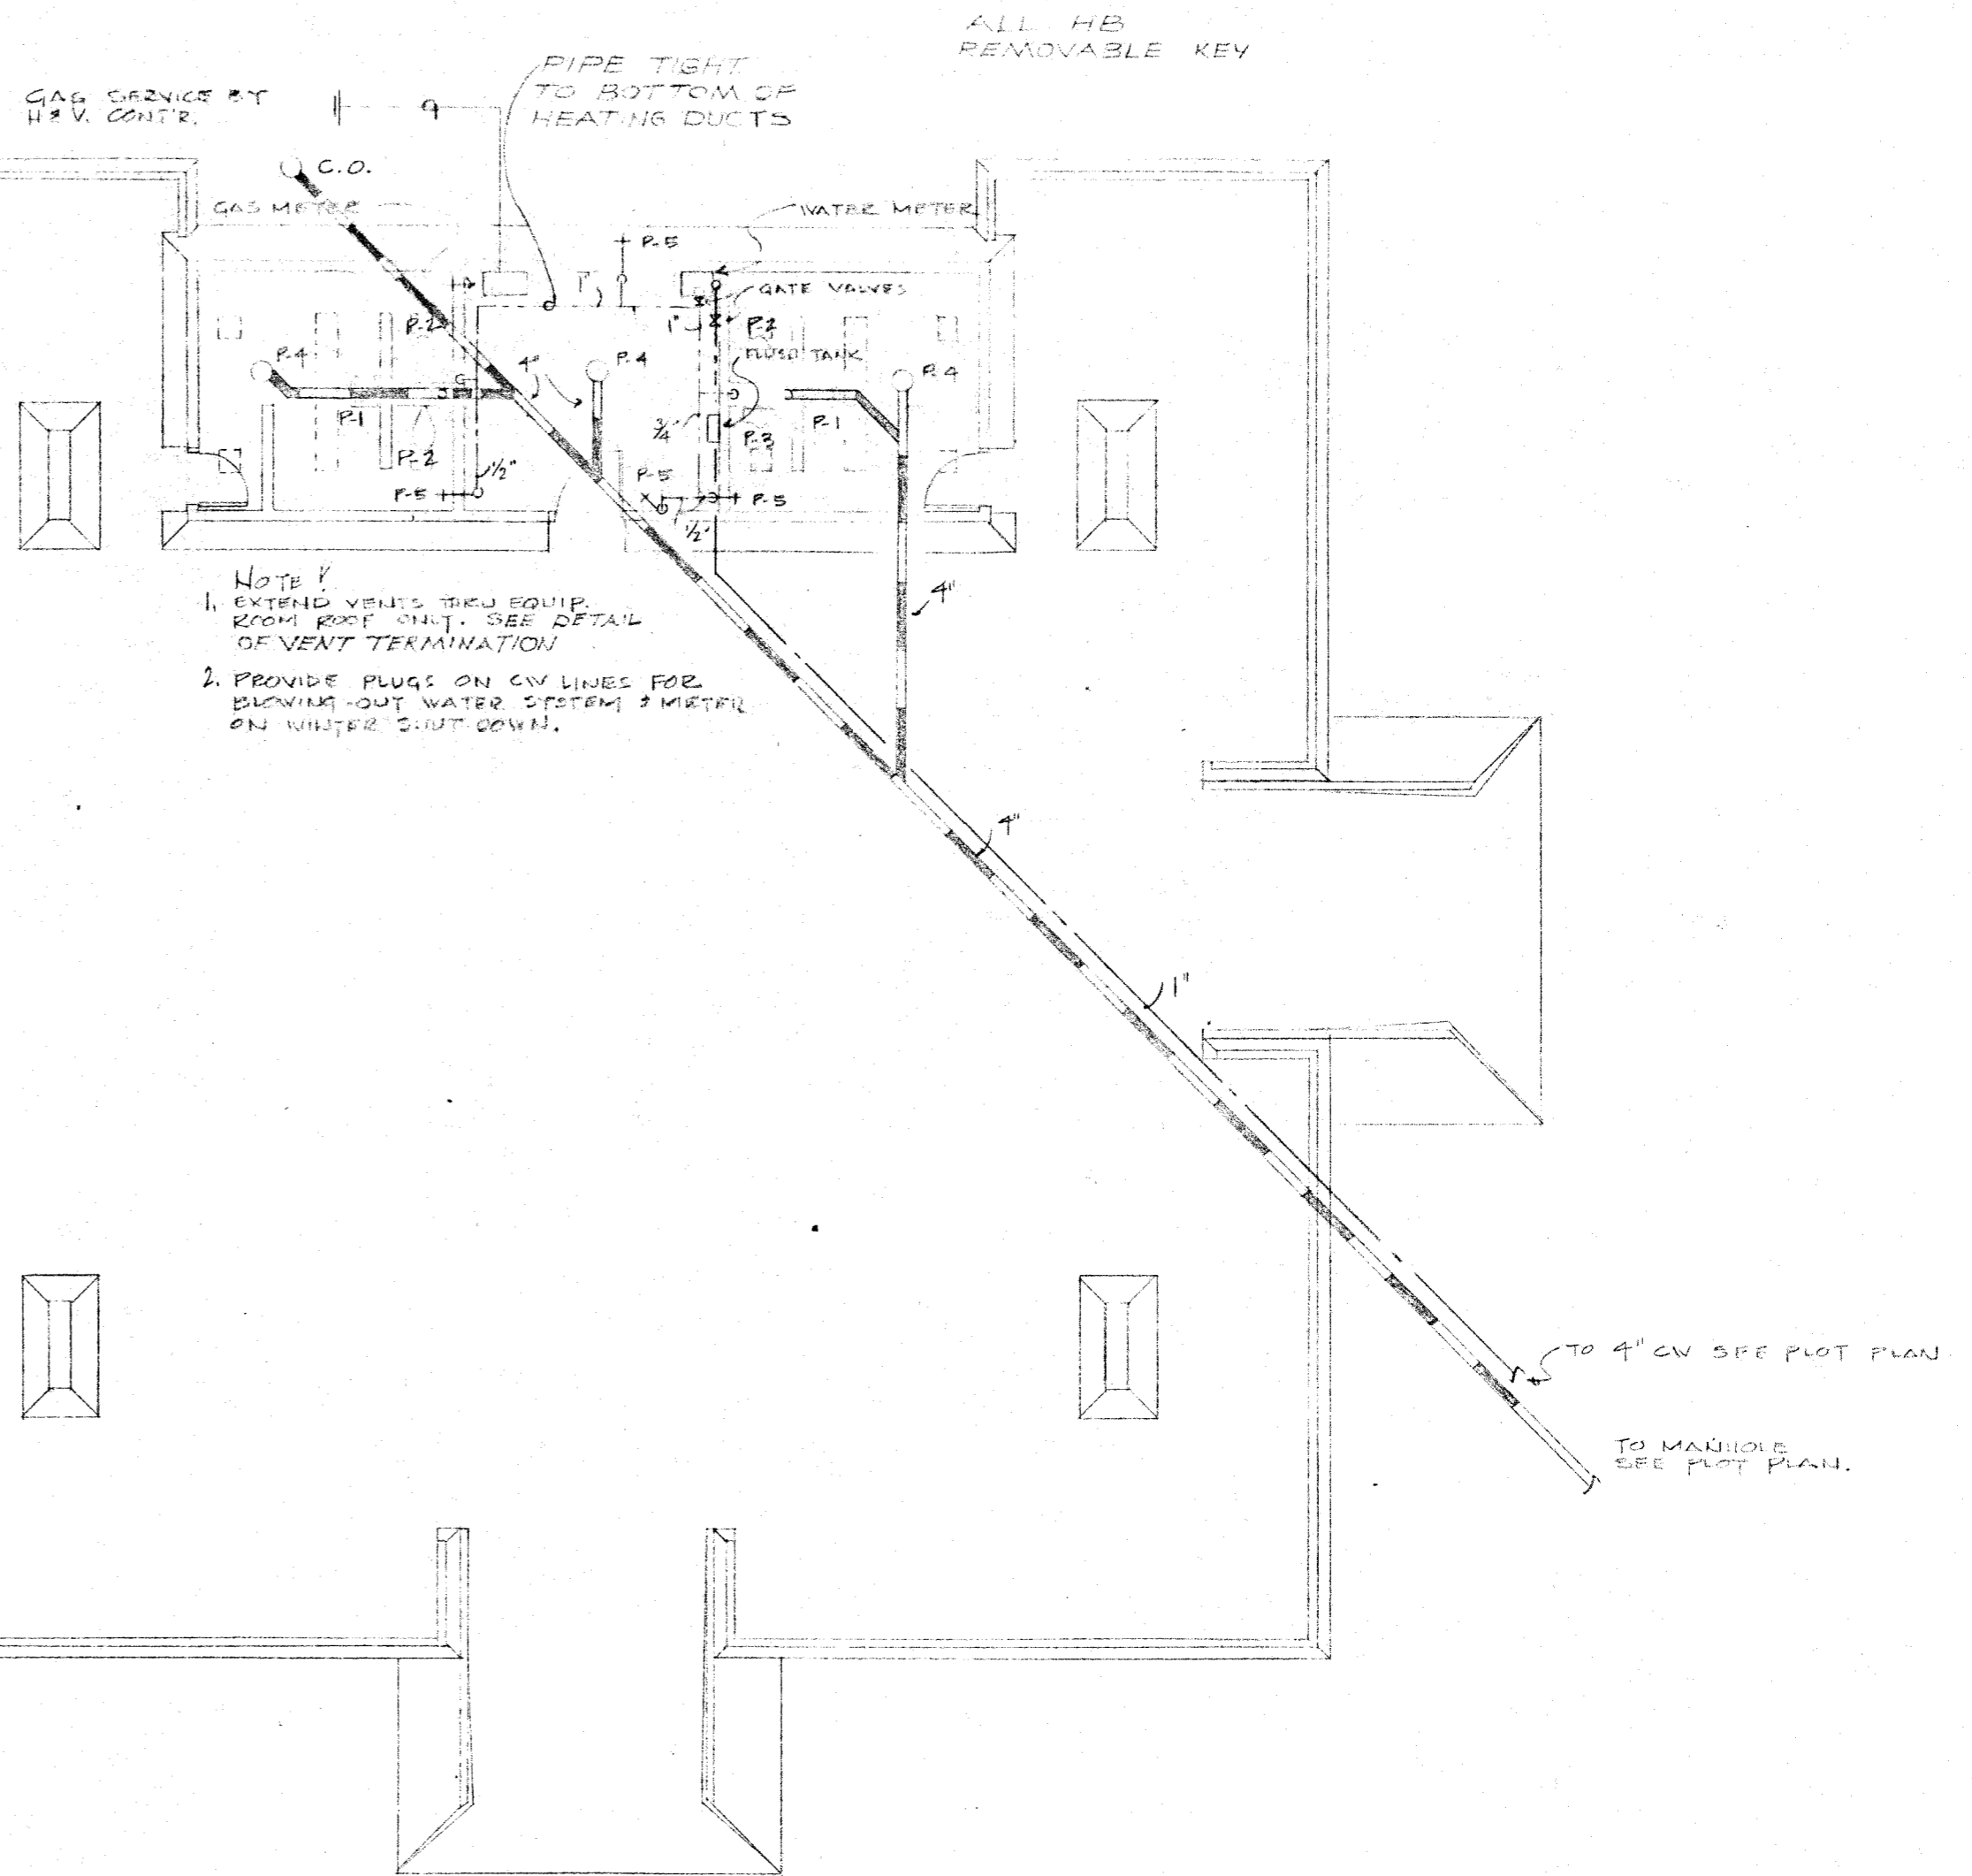 ALL HB
REMOVABLE KEY
PIPE TIGHT
TO BOTTOM OF
HEATING DUCTS
GAS SERVICE BY
H & V. CONT'R.
C.O.
GAS METER
WATER METER
P-5
1"
GATE VALVES
P-2
1"
P-2
FLUSH TANK
P-4
4"
P-4
P-4
G
P-1
3/4"
P-3
P-1
P-2
1/2"
P-5
P-5
P-5
1/2"
NOTE!
1. EXTEND VENTS THRU EQUIP.
ROOM ROOF ONLY. SEE DETAIL
OF VENT TERMINATION
4"
2. PROVIDE PLUGS ON CW LINES FOR
BLOWING-OUT WATER SYSTEM & METER
ON WINTER SHUT-DOWN.
4"
1"
TO 4" CW SEE PLOT PLAN
TO MANHOLE
SEE PLOT PLAN.